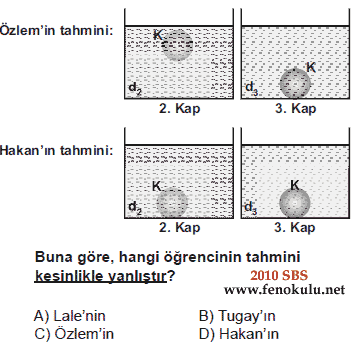 Özlem'in tahmini:
K K
d2 d3
2. Kap 3. Kap
Hakan'ın tahmini:
K K
d2 d3
2. Kap 3. Kap
Buna göre, hangi öğrencinin tahmini
kesinlikle yanlıştır?
2010 SBS
www.fenokulu.net
A) Lale'nin B) Tugay'ın
C) Özlem'in D) Hakan'ın